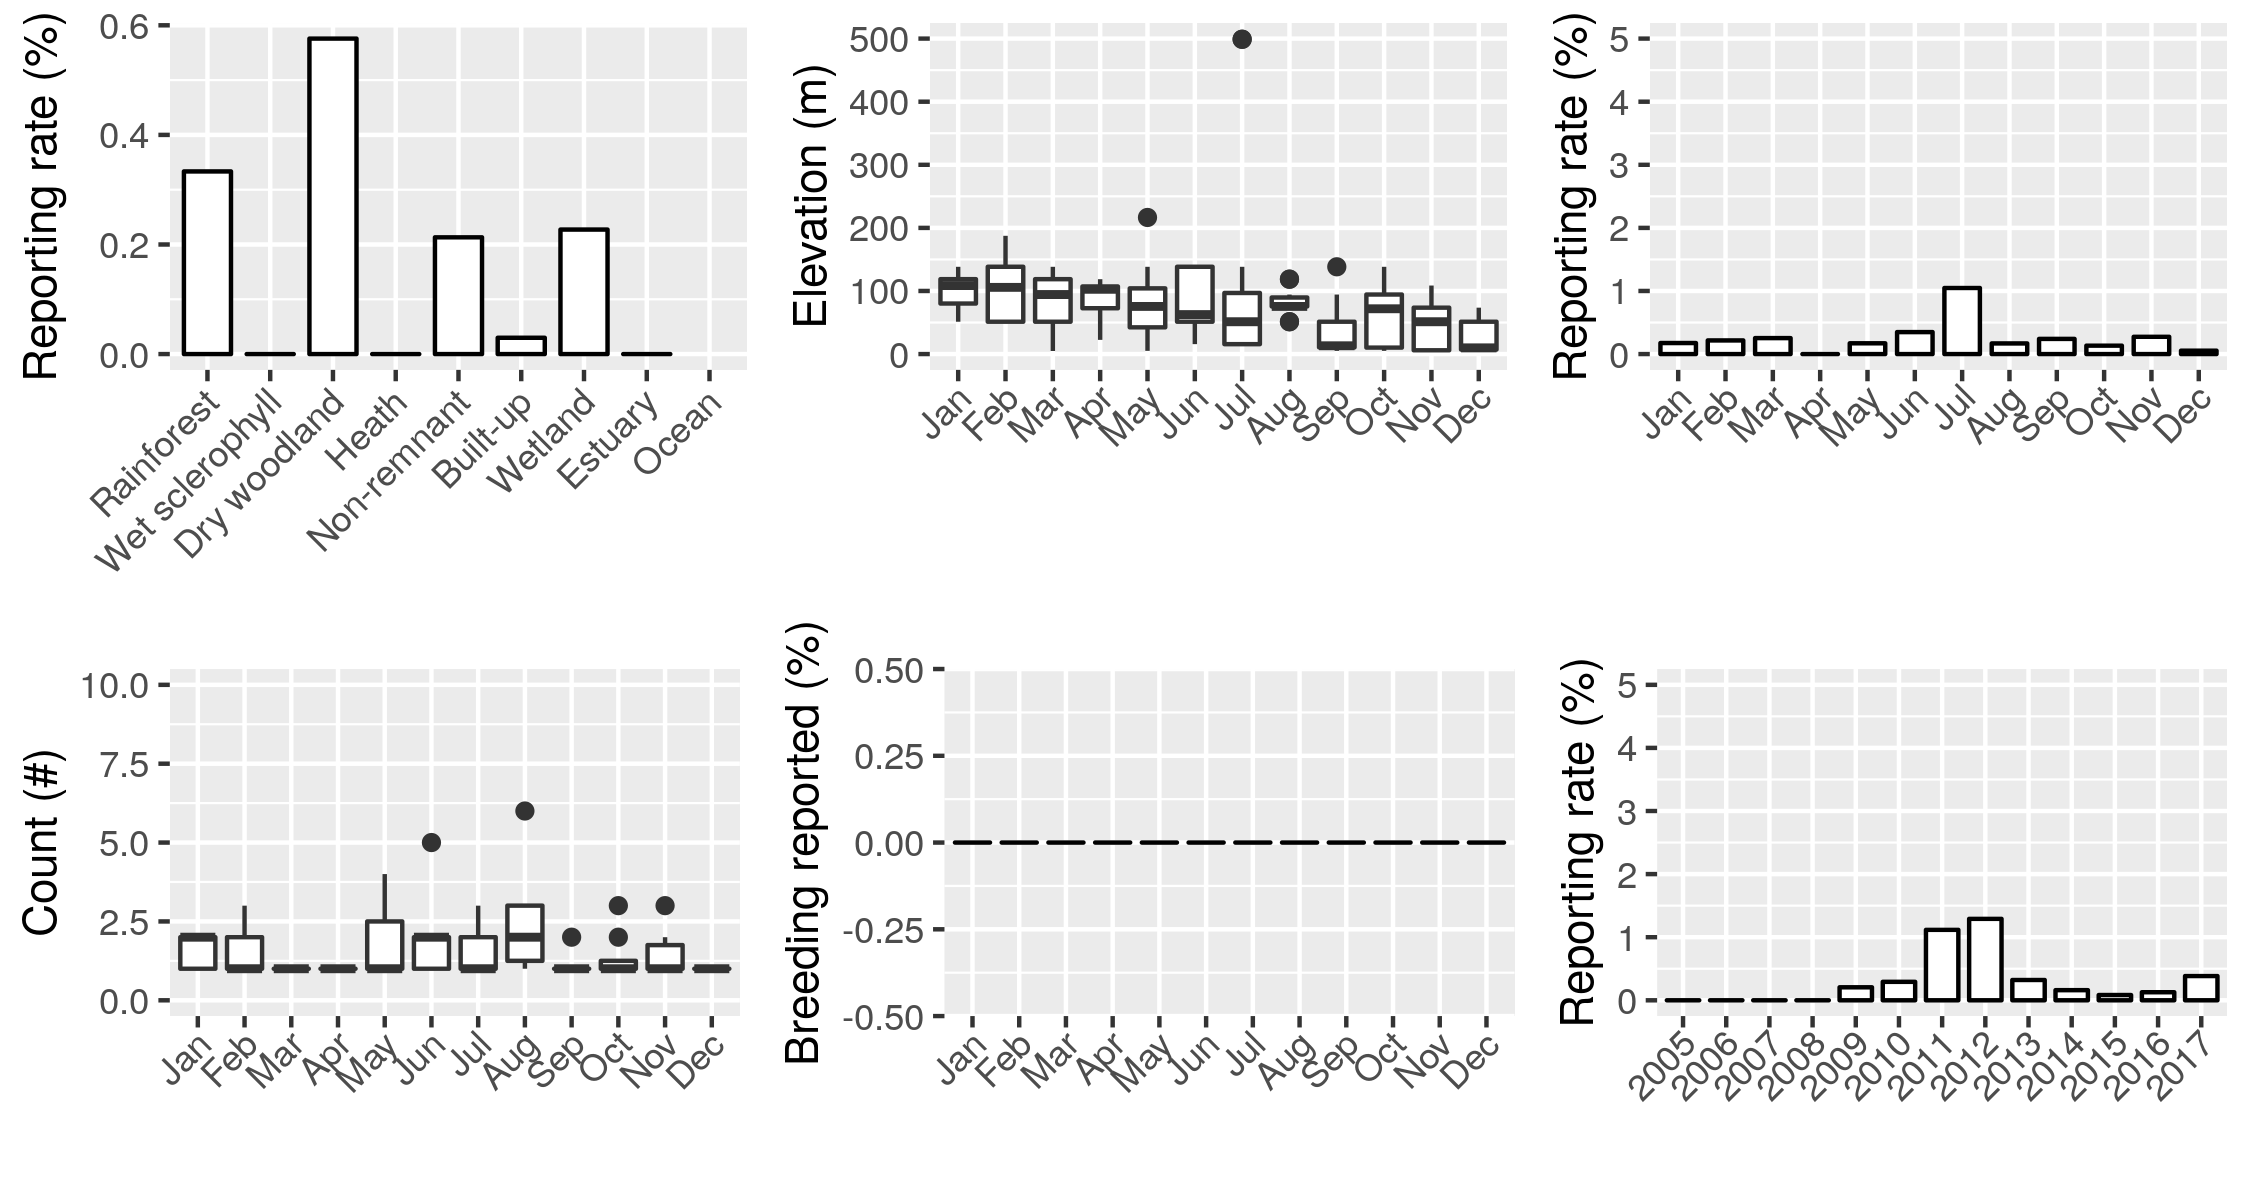 Reporting rate (%)
0.6
0.4
0.2
0.0
Rainforest
Wet sclerophyll
Dry woodland
Heath
Non-remnant
Built-up
Wetland
Estuary
Ocean
Elevation (m)
500
400
300
200
100
0
Jan
Feb
Mar
Apr
May
Jun
Jul
Aug
Sep
Oct
Nov
Dec
Reporting rate (%)
5
4
3
2
1
0
Jan
Feb
Mar
Apr
May
Jun
Jul
Aug
Sep
Oct
Nov
Dec
Count (#)
10.0
7.5
5.0
2.5
0.0
Jan
Feb
Mar
Apr
May
Jun
Jul
Aug
Sep
Oct
Nov
Dec
Breeding reported (%)
0.50
0.25
0.00
-0.25
-0.50
Jan
Feb
Mar
Apr
May
Jun
Jul
Aug
Sep
Oct
Nov
Dec
Reporting rate (%)
5
4
3
2
1
0
2005
2006
2007
2008
2009
2010
2011
2012
2013
2014
2015
2016
2017